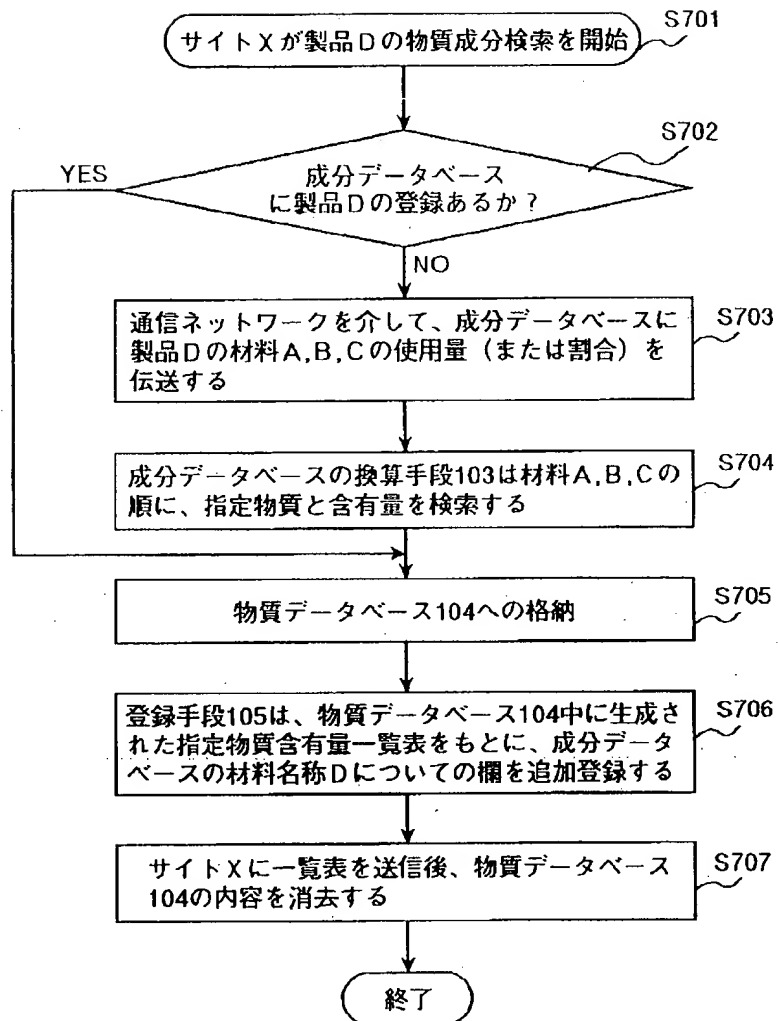 S701
サイトXが製品Dの物質成分検索を開始
S702
YES
成分データベース
に製品Dの登録あるか?
NO
S703
通信ネットワークを介して、成分データベースに
製品Dの材料A,B,Cの使用量(または割合)を
伝送する
S704
成分データベースの換算手段103は材料A,B,Cの
順に、指定物質と含有量を検索する
S705
物質データベース104への格納
S706
登録手段105は、物質データベース104中に生成さ
れた指定物質含有量一覧表をもとに、成分データ
ベースの材料名称Dについての欄を追加登録する
S707
サイトXに一覧表を送信後、物質データベース
104の内容を消去する
終了